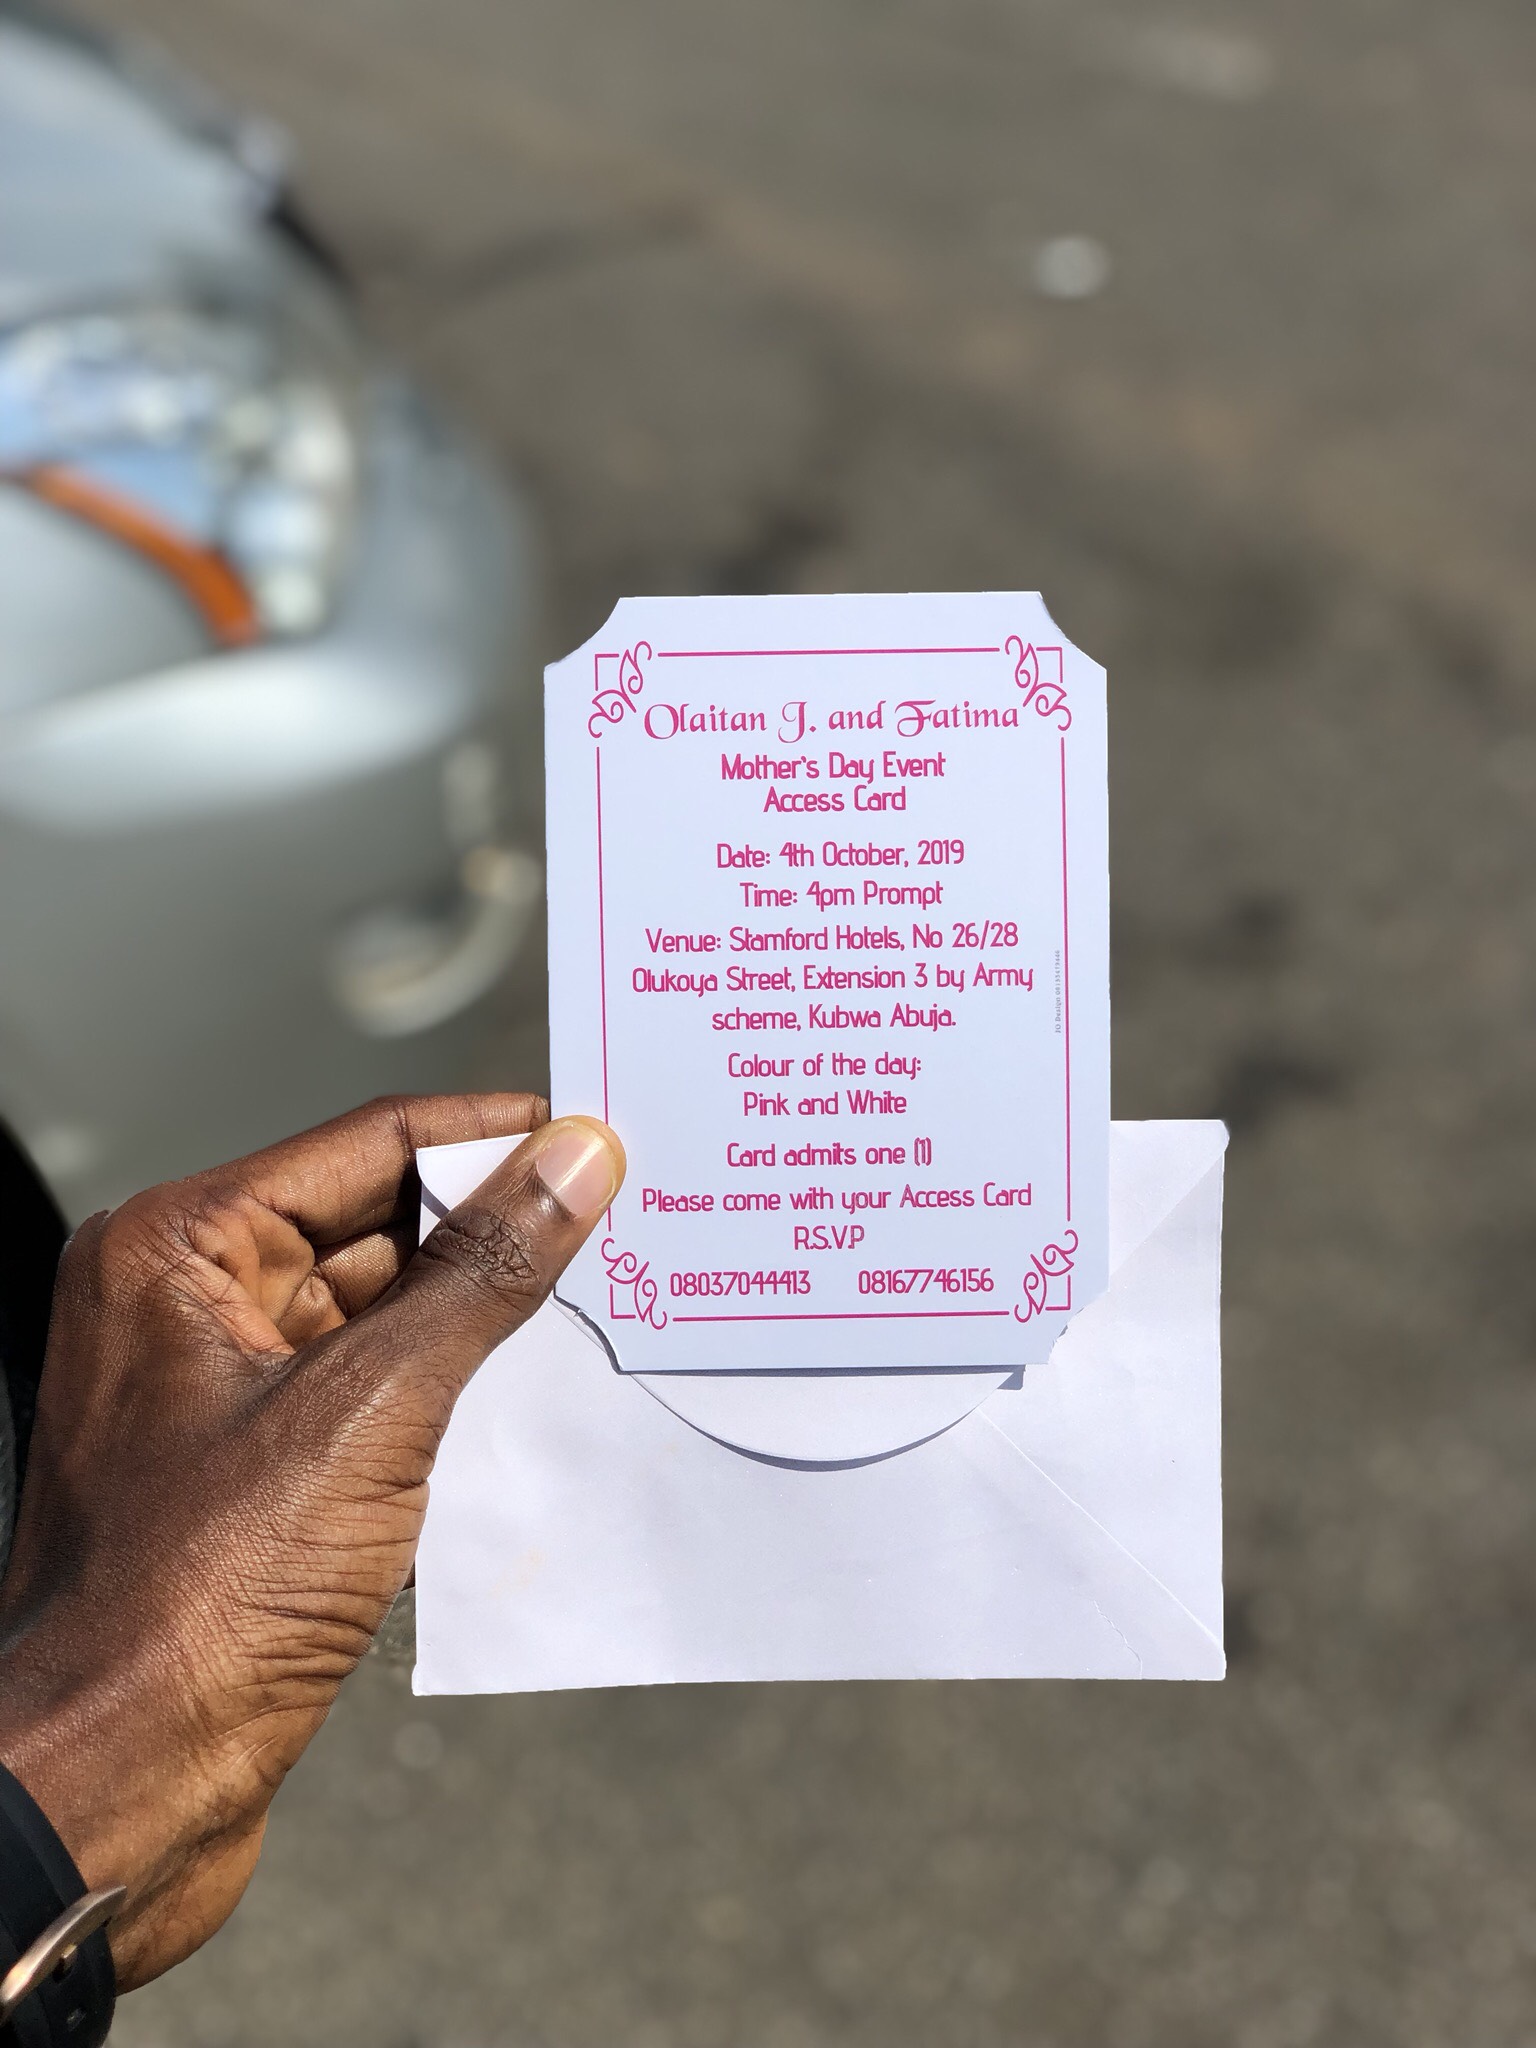 Olaitan J. and Fatima
Mother's Day Event
Access Card
Date: 4th October, 2019
Time: 4pm Prompt
Venue: Stamford Hotels, No 26/28
Olukoya Street, Extension 3 by Army
scheme, Kubwa Abuja.
Colour of the day:
Pink and White
Card admits one (1)
Please come with your Access Card
R.S.V.P
08037044413 08167746156
JO Design